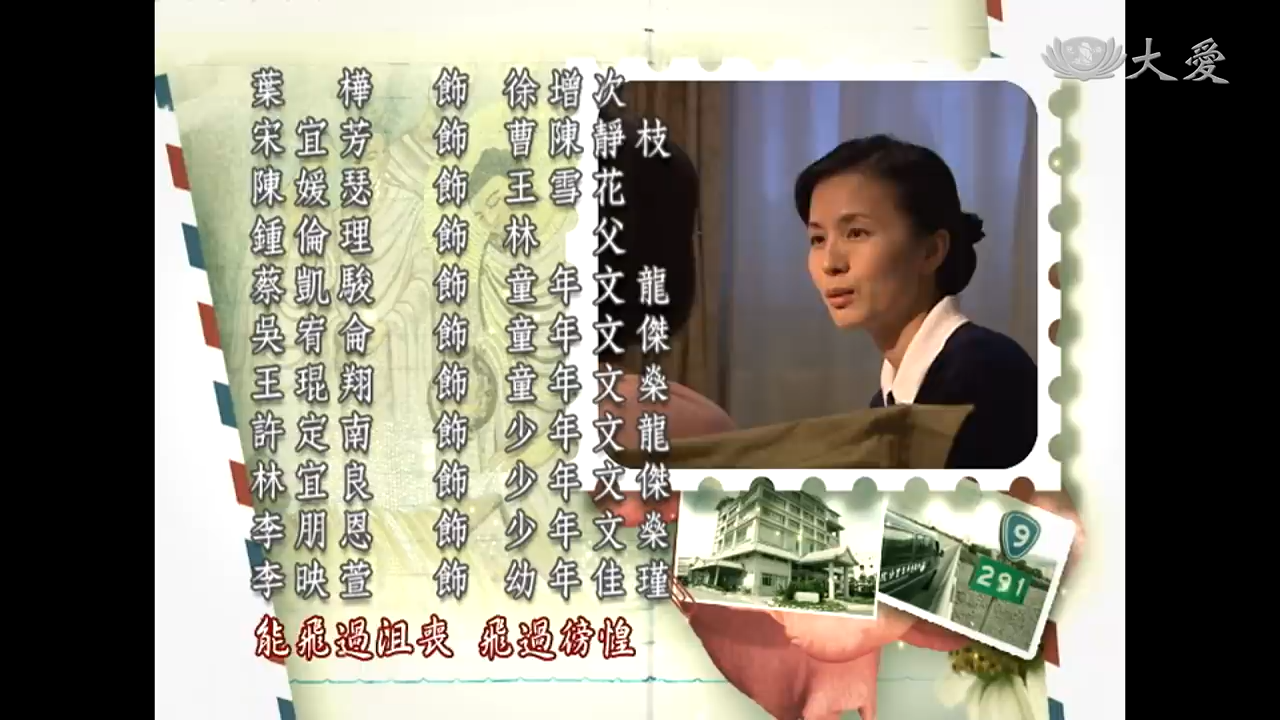 大愛
葉樺 飾 徐增次
宋宜芳 飾 曹陳靜枝
陳媛瑟 飾 王雪花
鍾倫理 飾 林父
蔡凱駿 飾 童年文龍
吳宥侖 飾 童年文傑
王琨翔 飾 童年文燊
許定南 飾 少年文龍
林宜良 飾 少年文傑
李朋恩 飾 少年文燊
李映萱 飾 幼年佳瑾
9
291
能飛過沮喪 飛過徬惶